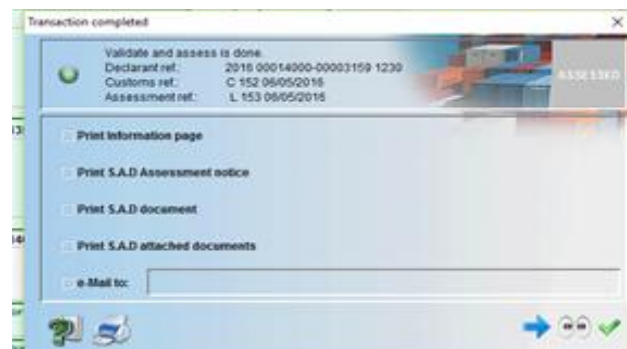 Transaction completed
Validate and assess is done.
Declarant ref.: 2016 00014000-00003159 1230
Customs ref.: C 152 06/05/2016
Assessment ref.: L 153 06/05/2016
ASSESSED
Print Information page
Print S.A.D Assessment notice
Print S.A.D document
Print S.A.D attached documents
e-Mail to: